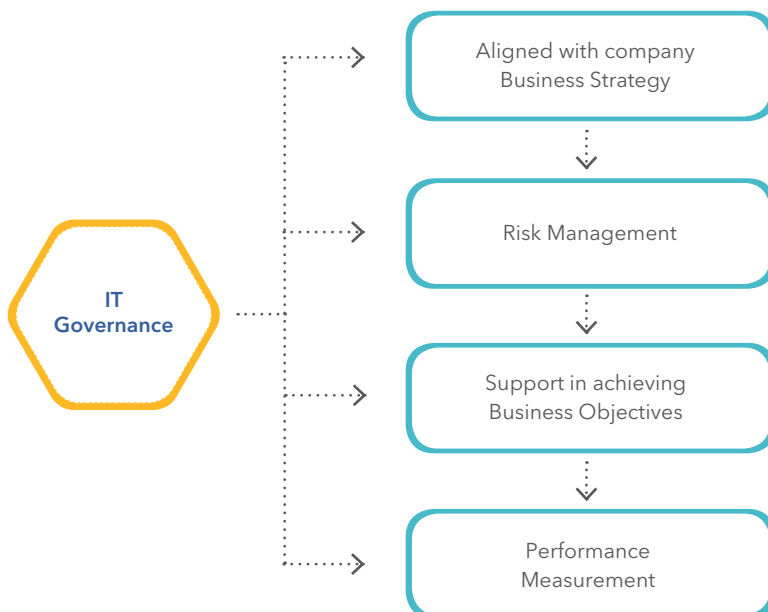 Aligned with company
Business Strategy
Risk Management
IT
Governance
Support in achieving
Business Objectives
Performance
Measurement